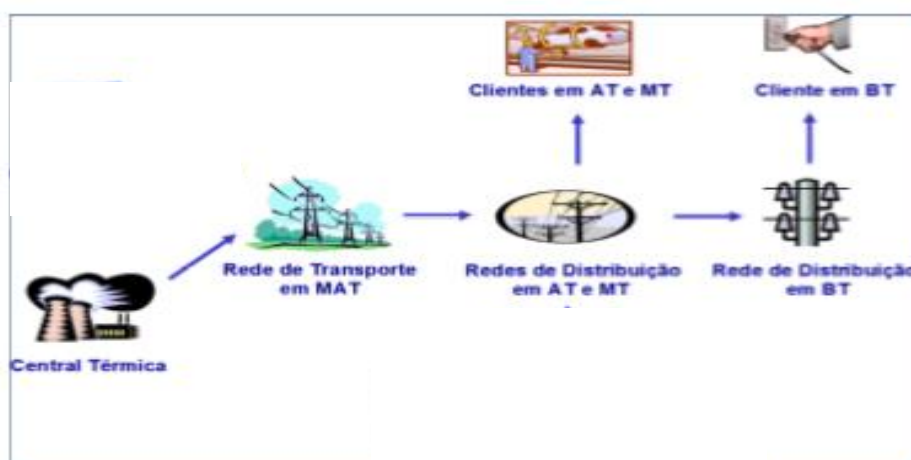 Clientes em AT e MT
Cliente em BT
Rede de Transporte
em MAT
Redes de Distribuição
em AT e MT
Rede de Distribuição
em BT
Central Térmica